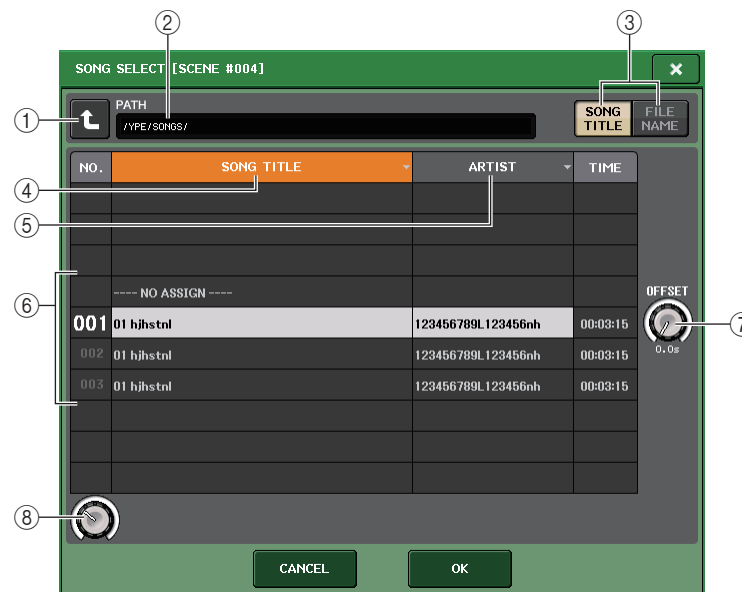 ② ③
SONG SELECT [SCENE #004]
①
PATH
/YPE/SONGS/
SONG TITLE
FILE NAME
NO. SONG TITLE ARTIST TIME
④
⑤
⑥
---- NO ASSIGN ----
001 01 hjhstnl 123456789L123456nh 00:03:15
002 01 hjhstnl 123456789L123456nh 00:03:15
003 01 hjhstnl 123456789L123456nh 00:03:15
OFFSET
0.0s
⑦
⑧
CANCEL OK